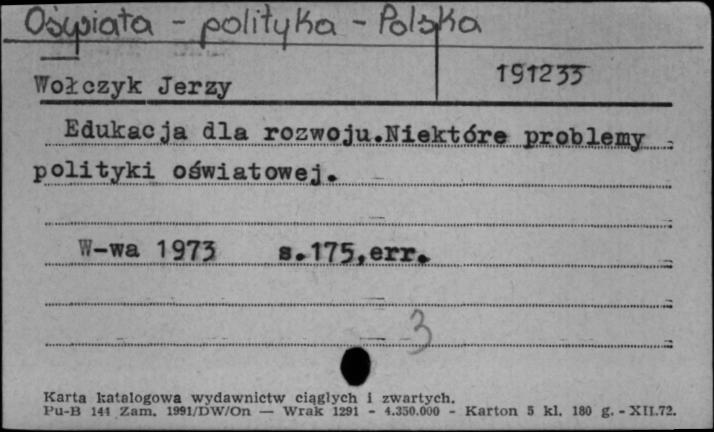 Oświata - polityka - Polska
Wołczyk Jerzy 191233
Edukacja dla rozwoju.Niektóre problemy
polityki oświatowej.
W-wa 1973 s.175,err.
3
Karta katalogowa wydawnictw ciągłych i zwartych.
Pu-B 144 Zam. 1991/DW/On — Wrak 1291 - 4.350.000 - Karton 5 kl. 180 g. - XII.72.